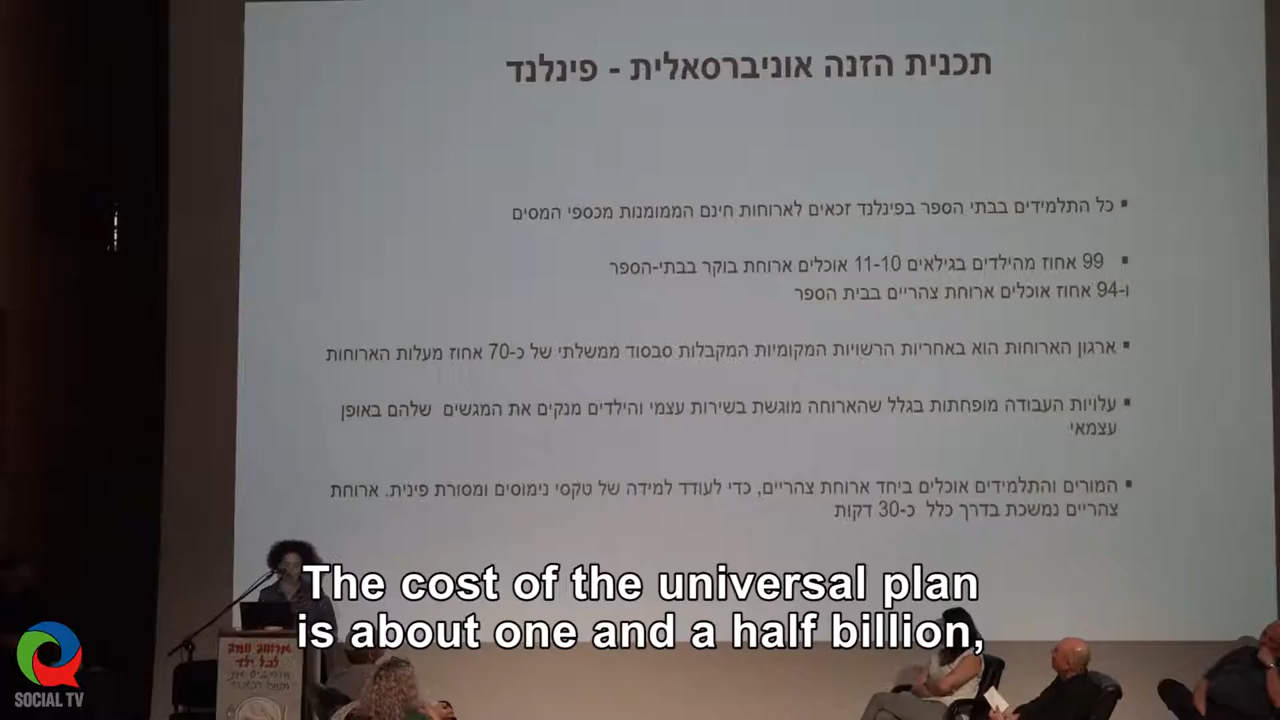 תכנית הזנה אוניברסאלית - פינלנד
▪ כל התלמידים בבתי הספר בפינלנד זכאים לארוחות חינם הממומנות מכספי המסים
▪ 99 אחוז מהילדים בגילאים 11-10 אוכלים ארוחת בוקר בבתי-הספר
ו-94 אחוז אוכלים ארוחת צהריים בבית הספר
▪ ארגון הארוחות הוא באחריות הרשויות המקומיות המקבלות סבסוד ממשלתי של כ-70 אחוז מעלות הארוחות
▪ עלויות העבודה מופחתות בגלל שהארוחה מוגשת בשירות עצמי והילדים מנקים את המגשים שלהם באופן
עצמאי
▪ המורים והתלמידים אוכלים ביחד ארוחת צהריים, כדי לעודד למידה של טקסי נימוסים ומסורת פינית. ארוחת
צהריים נמשכת בדרך כלל כ-30 דקות
The cost of the universal plan
is about one and a half billion,
ארוחה חמה
לכל ילד
SOCIAL TV